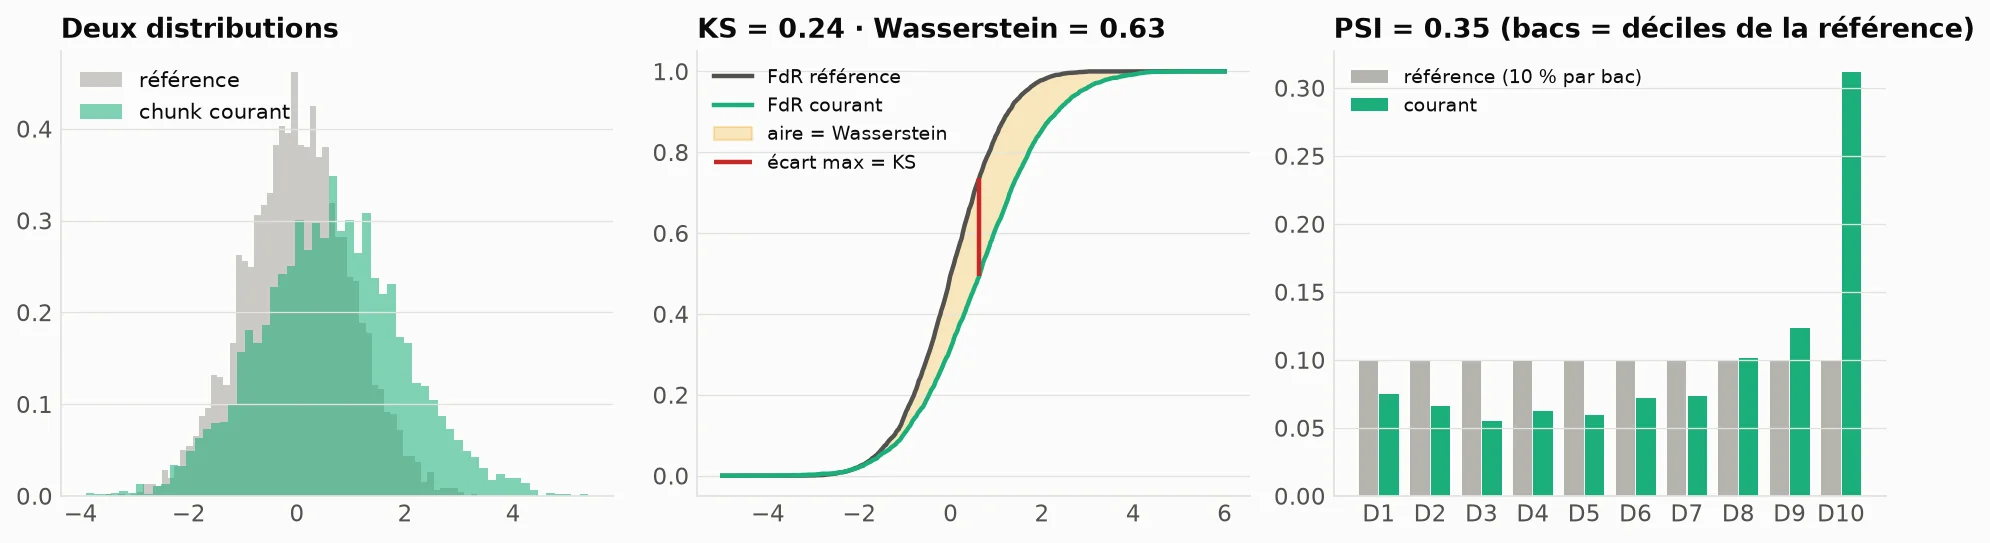 Deux distributions
référence
chunk courant
0.4
0.3
0.2
0.1
0.0
−4
−2
0
2
4
KS = 0.24 · Wasserstein = 0.63
FdR référence
FdR courant
aire = Wasserstein
écart max = KS
1.0
0.8
0.6
0.4
0.2
0.0
−4
−2
0
2
4
6
PSI = 0.35 (bacs = déciles de la référence)
référence (10 % par bac)
courant
0.30
0.25
0.20
0.15
0.10
0.05
0.00
D1
D2
D3
D4
D5
D6
D7
D8
D9
D10